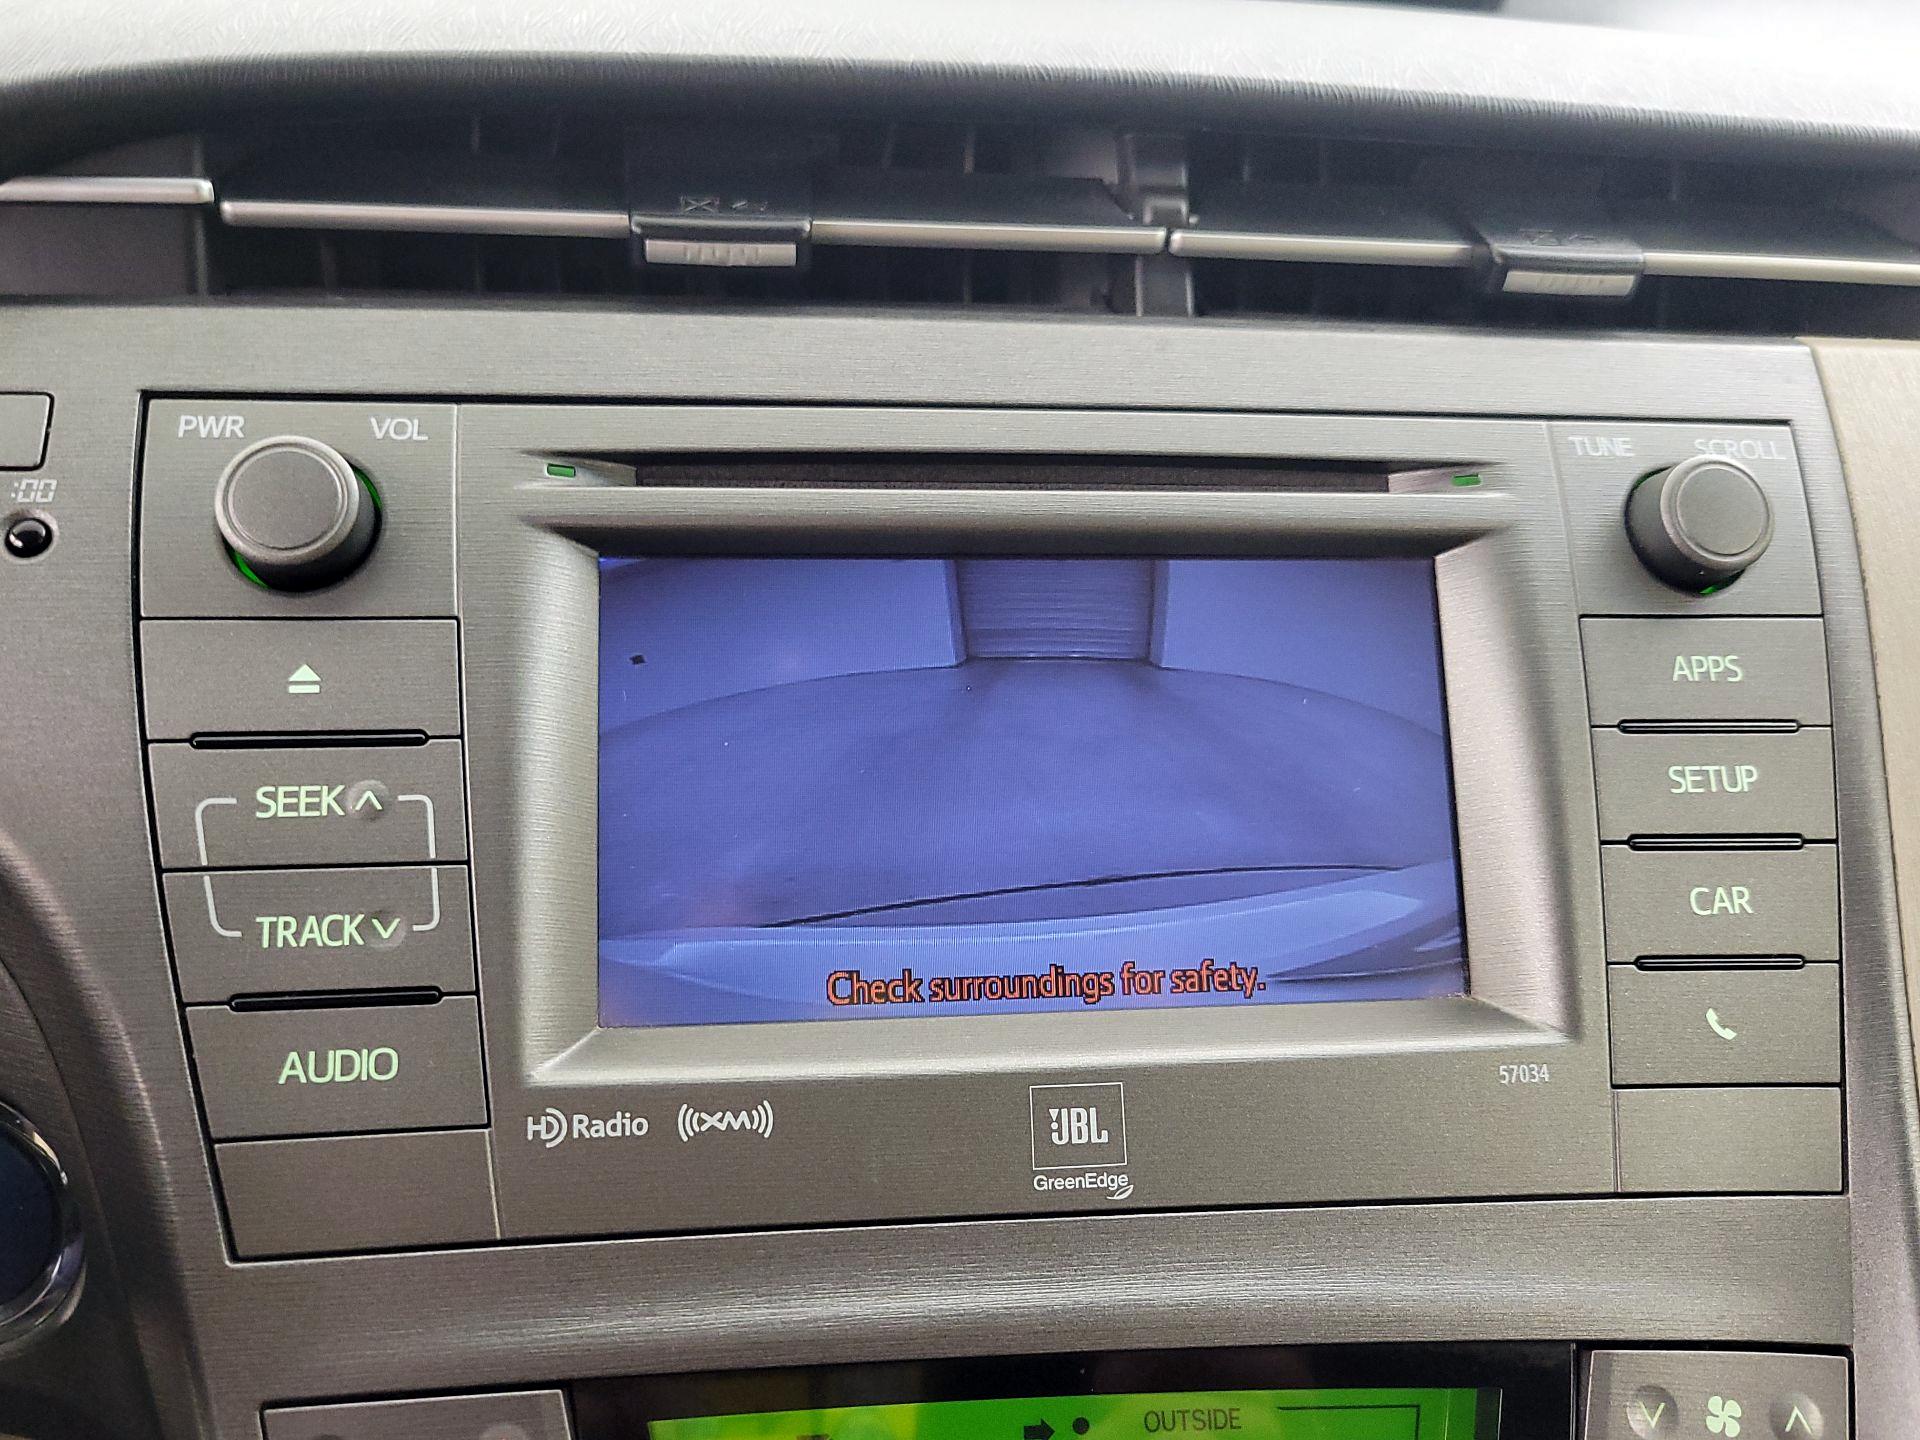 PWR VOL
TUNE SCROLL
:00
APPS
SEEK
SETUP
TRACK
CAR
AUDIO
Check surroundings for safety.
57034
HD Radio
((XM))
JBL
GreenEdge
OUTSIDE